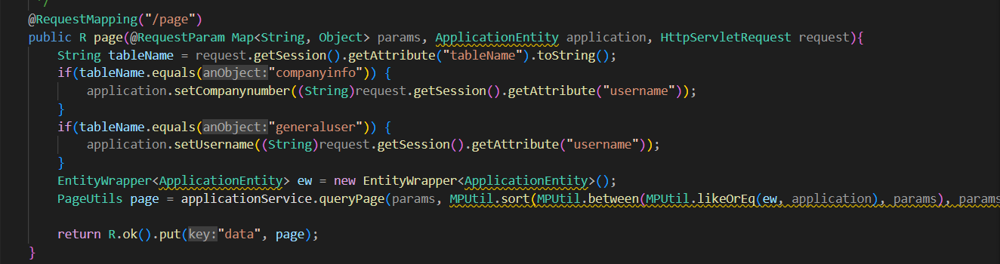 */
@RequestMapping("/page")
public R page(@RequestParam Map<String, Object> params, ApplicationEntity application, HttpServletRequest request){
String tableName = request.getSession().getAttribute("tableName").toString();
if(tableName.equals(anObject:"companyinfo")) {
application.setCompanynumber((String)request.getSession().getAttribute("username"));
}
if(tableName.equals(anObject:"generaluser")) {
application.setUsername((String)request.getSession().getAttribute("username"));
}
EntityWrapper<ApplicationEntity> ew = new EntityWrapper<ApplicationEntity>();
PageUtils page = applicationService.queryPage(params, MPUtil.sort(MPUtil.between(MPUtil.likeOrEq(ew, application), params), params
return R.ok().put(key:"data", page);
}